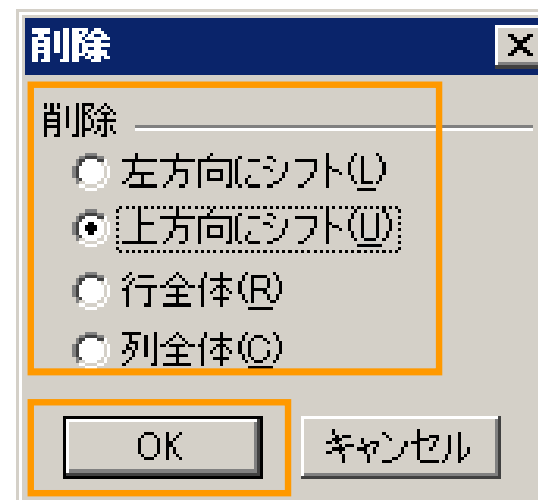 削除
削除
左方向にシフト(L)
上方向にシフト(U)
行全体(R)
列全体(C)
OK キャンセル